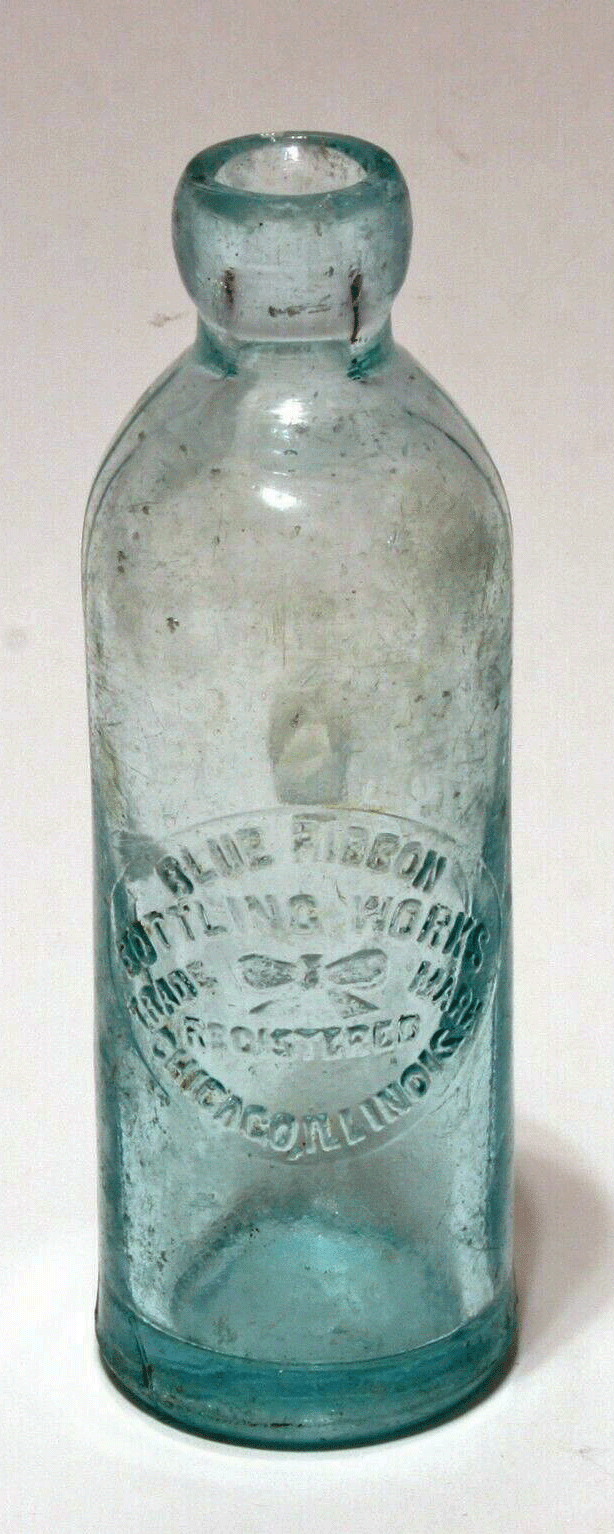 BLUE RIBBON
BOTTLING WORKS
TRADE MARK
REGISTERED
CHICAGO, ILLINOIS